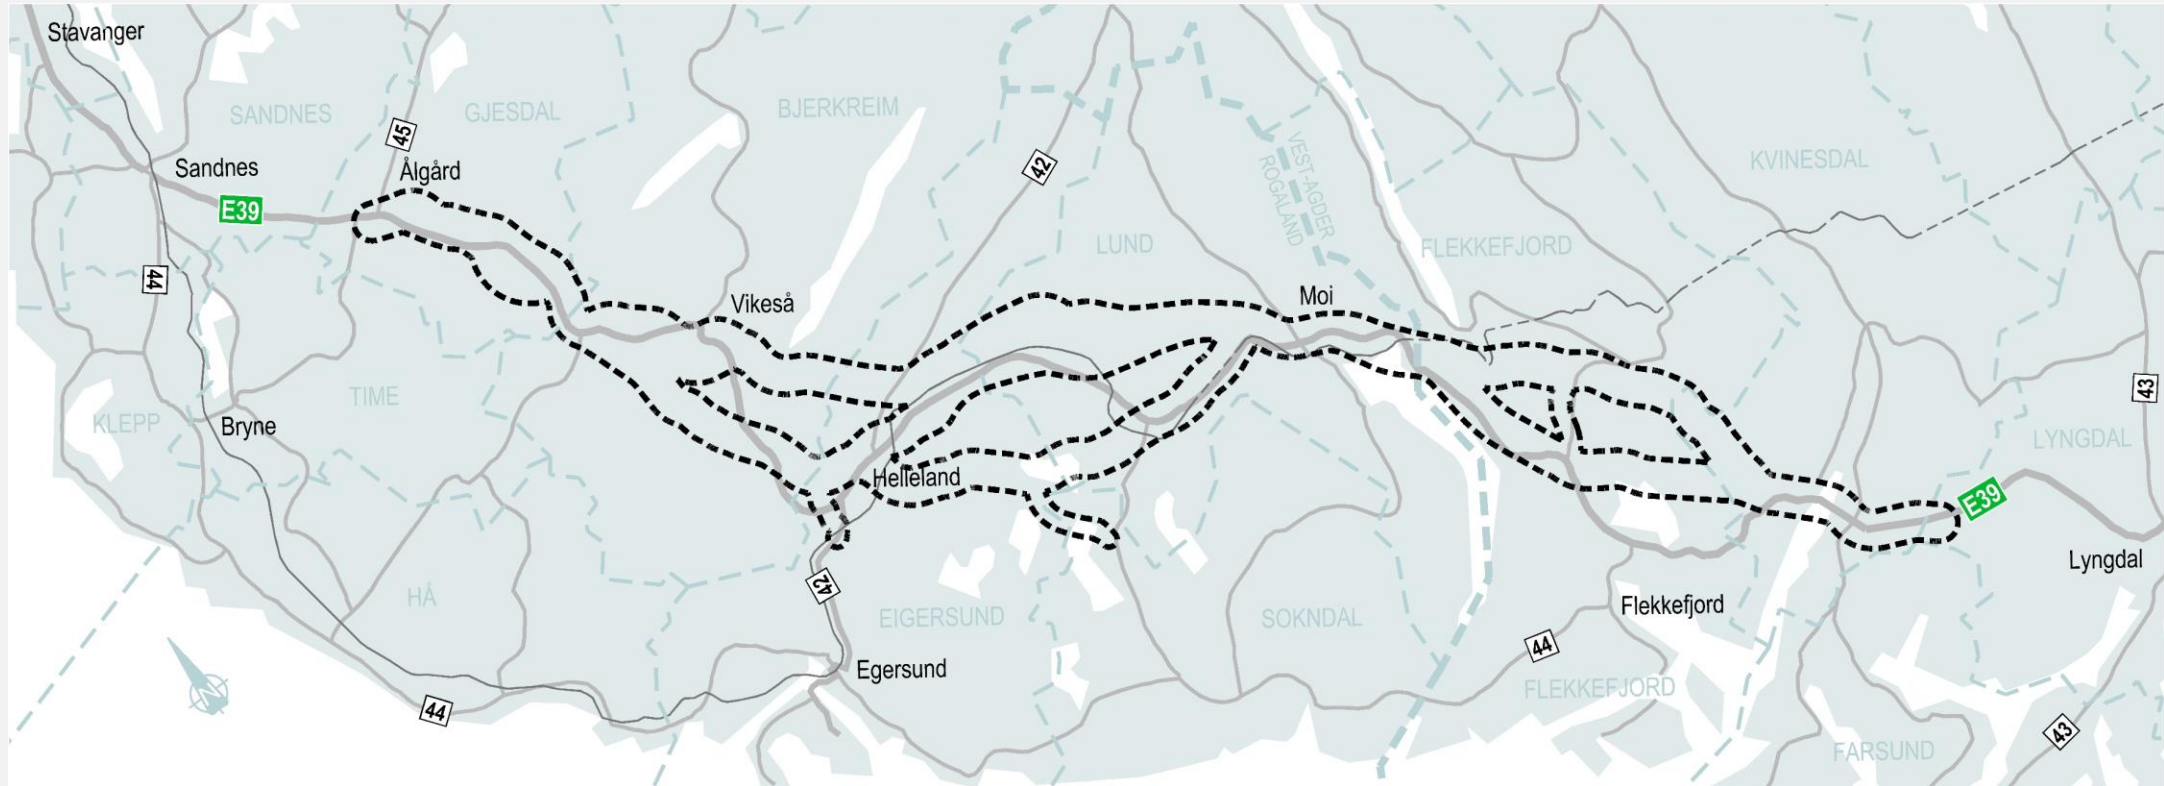 Stavanger
SANDNES
GJESDAL
BJERKREIM
45
42
VEST-AGDER
ROGALAND
KVINESDAL
Sandnes
Ålgård
E39
LUND
FLEKKEFJORD
44
Vikeså
Moi
TIME
KLEPP
Bryne
43
LYNGDAL
Helleland
E39
Lyngdal
HÅ
42
EIGERSUND
SOKNDAL
Flekkefjord
44
Egersund
FLEKKEFJORD
N
44
43
FARSUND